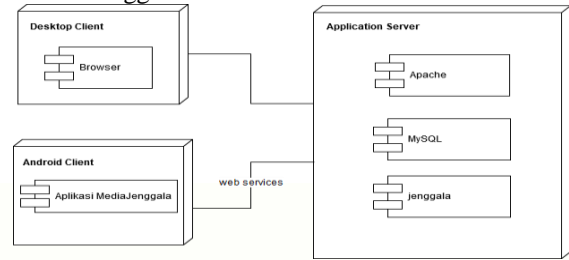 Desktop Client
Browser
Android Client
Aplikasi MediaJenggala
web services
Application Server
Apache
MySQL
jenggala